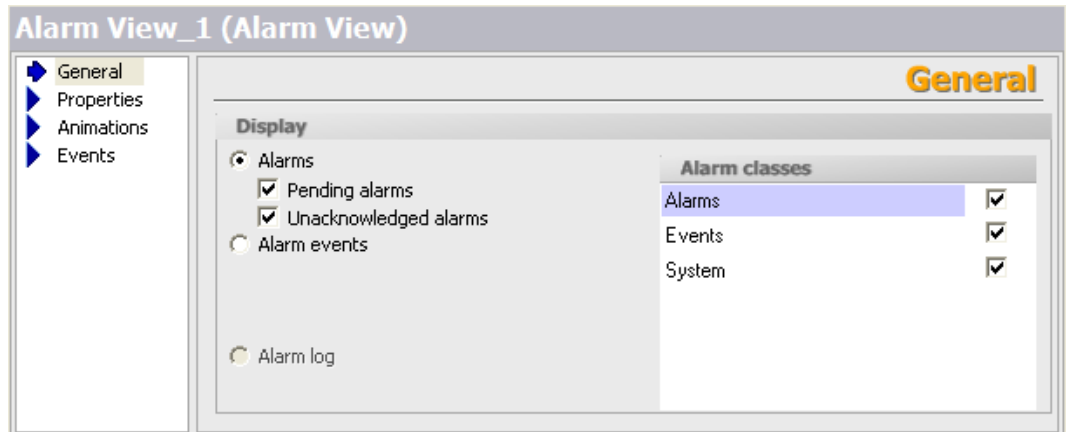 Alarm View_1 (Alarm View)
General
Properties
Animations
Events
General
Display
Alarms
Pending alarms
Unacknowledged alarms
Alarm events
Alarm log
Alarm classes
Alarms
Events
System